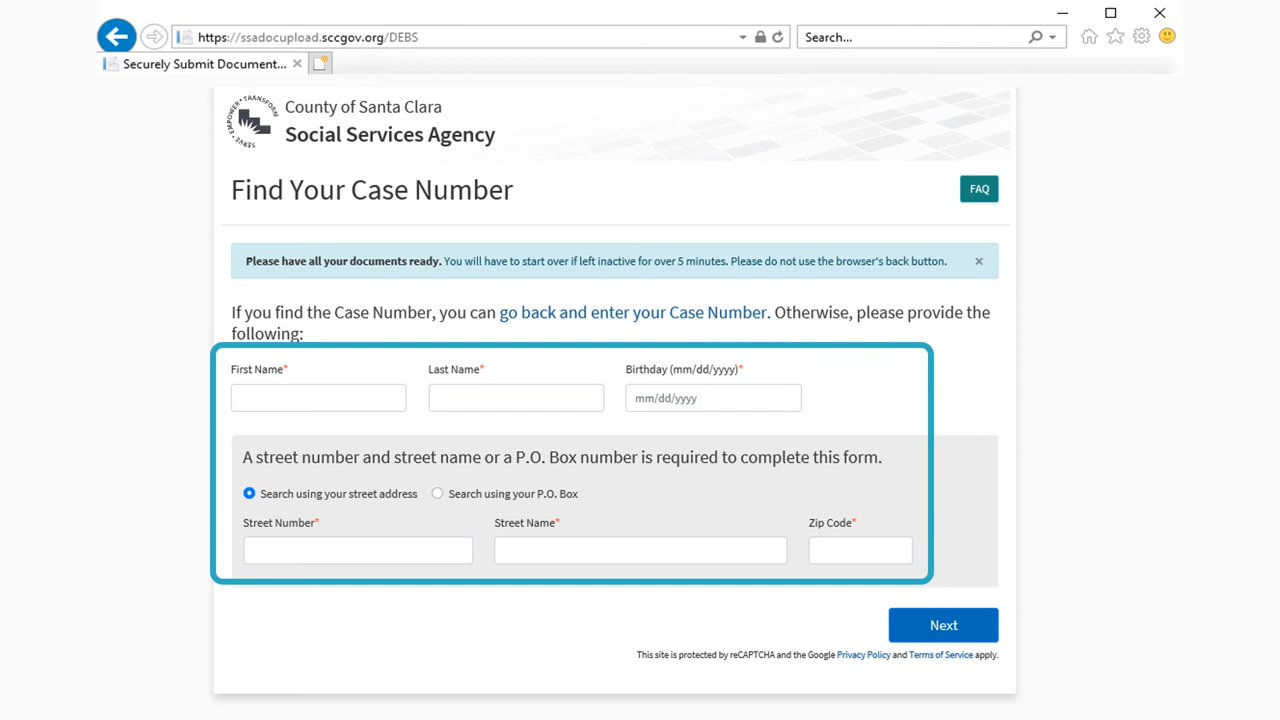 https://ssadocupload.sccgov.org/DEBS
Search...
Securely Submit Document...
SERVE • EMPOWER • TRANSFORM
County of Santa Clara
Social Services Agency
Find Your Case Number
FAQ
Please have all your documents ready. You will have to start over if left inactive for over 5 minutes. Please do not use the browser's back button. ×
If you find the Case Number, you can go back and enter your Case Number. Otherwise, please provide the
following:
First Name* Last Name* Birthday (mm/dd/yyyy)*
mm/dd/yyyy
A street number and street name or a P.O. Box number is required to complete this form.
Search using your street address Search using your P.O. Box
Street Number* Street Name* Zip Code*
Next
This site is protected by reCAPTCHA and the Google Privacy Policy and Terms of Service apply.